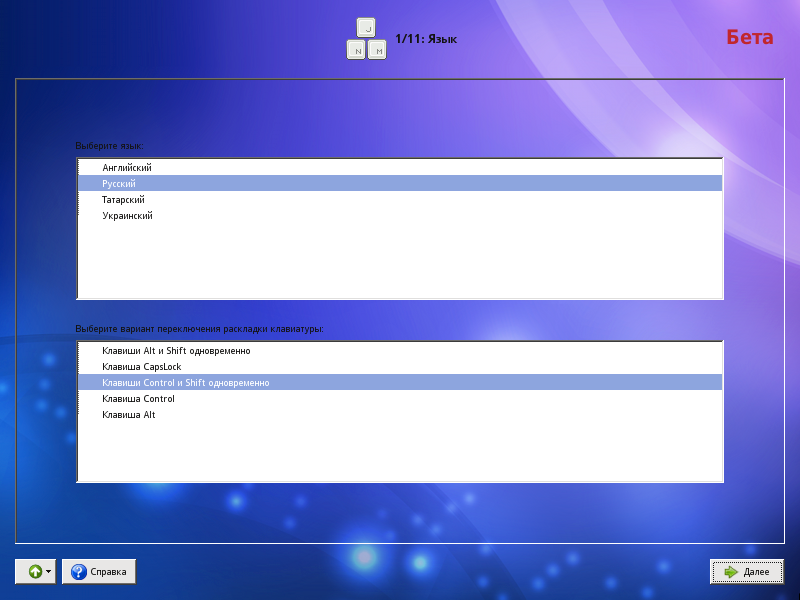 1/11: Язык
Бета
Выберите язык:
Английский
Русский
Татарский
Украинский
Выберите вариант переключения раскладки клавиатуры:
Клавиши Alt и Shift одновременно
Клавиша CapsLock
Клавиши Control и Shift одновременно
Клавиша Control
Клавиша Alt
Справка
Далее